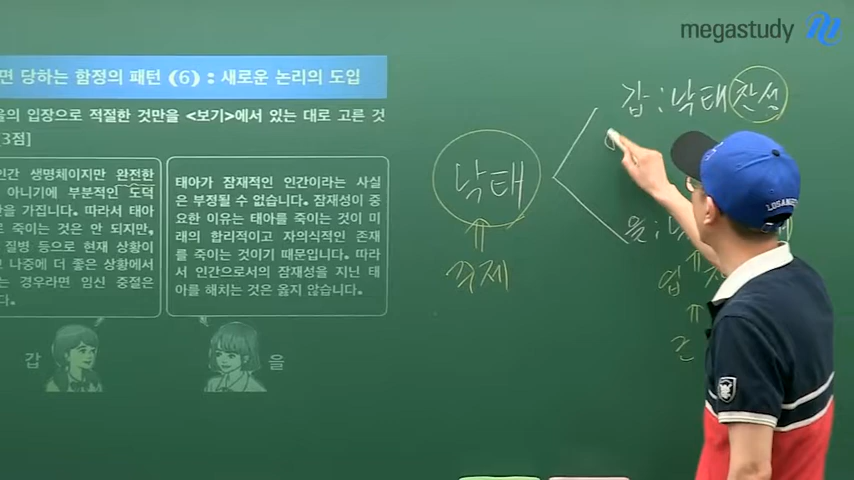 megastudy
면 당하는 함정의 패턴 (6) : 새로운 논리의 도입
을의 입장으로 적절한 것만을 <보기>에서 있는 대로 고른 것
[3점]
인간 생명체이지만 완전한
아니기에 부분적인 도덕
을 가집니다. 따라서 태아
로 죽이는 것은 안 되지만,
질병 등으로 현재 상황이
나중에 더 좋은 상황에서
는 경우라면 임신 중절은
다.
태아가 잠재적인 인간이라는 사실
은 부정될 수 없습니다. 잠재성이 중
요한 이유는 태아를 죽이는 것이 미
래의 합리적이고 자의식적인 존재
를 죽이는 것이기 때문입니다. 따라
서 인간으로서의 잠재성을 지닌 태
아를 해치는 것은 옳지 않습니다.
갑
을
낙태
주제
갑 : 낙태 찬성
을 : 낙
LOS ANGELES